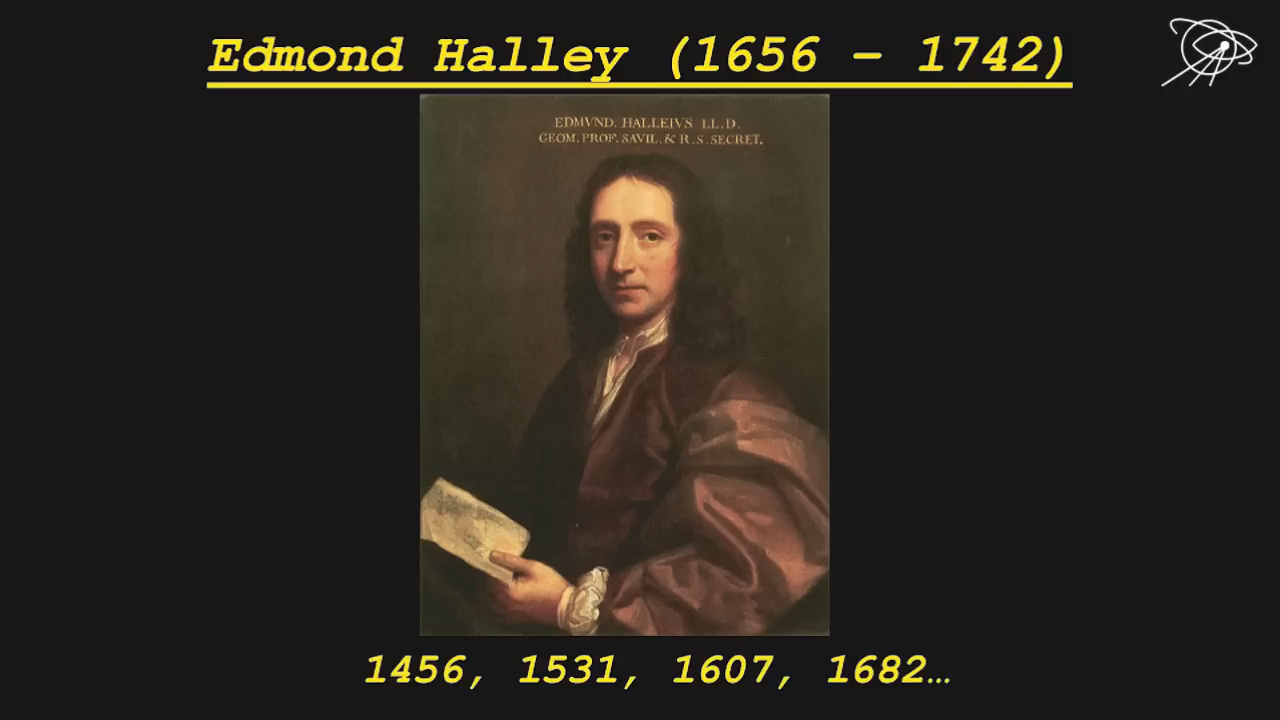 Edmond Halley (1656 – 1742)
EDMVND. HALLEIVS LL.D.
GEOM. PROF. SAVIL. & R.S. SECRET.
1456, 1531, 1607, 1682…